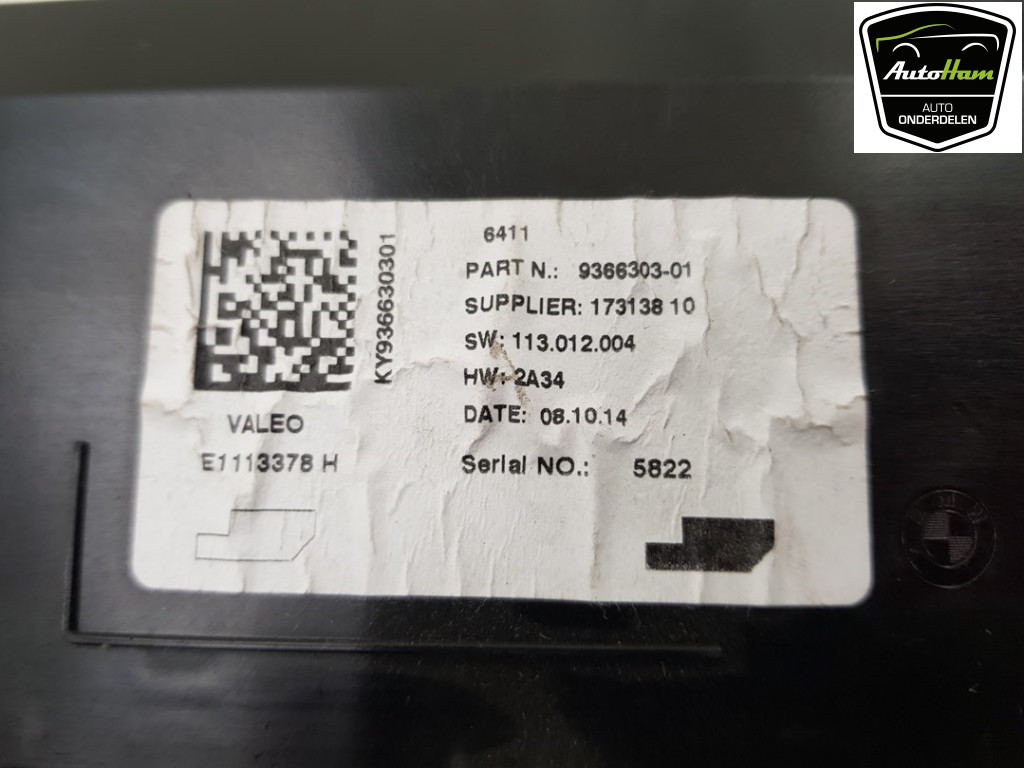 AutoHam
AUTO
ONDERDELEN
6411
PART N.: 9366303-01
SUPPLIER: 173138 10
SW: 113.012.004
HW: 2A34
DATE: 08.10.14
Serial NO.: 5822
KY936630301
VALEO
E1113378 H